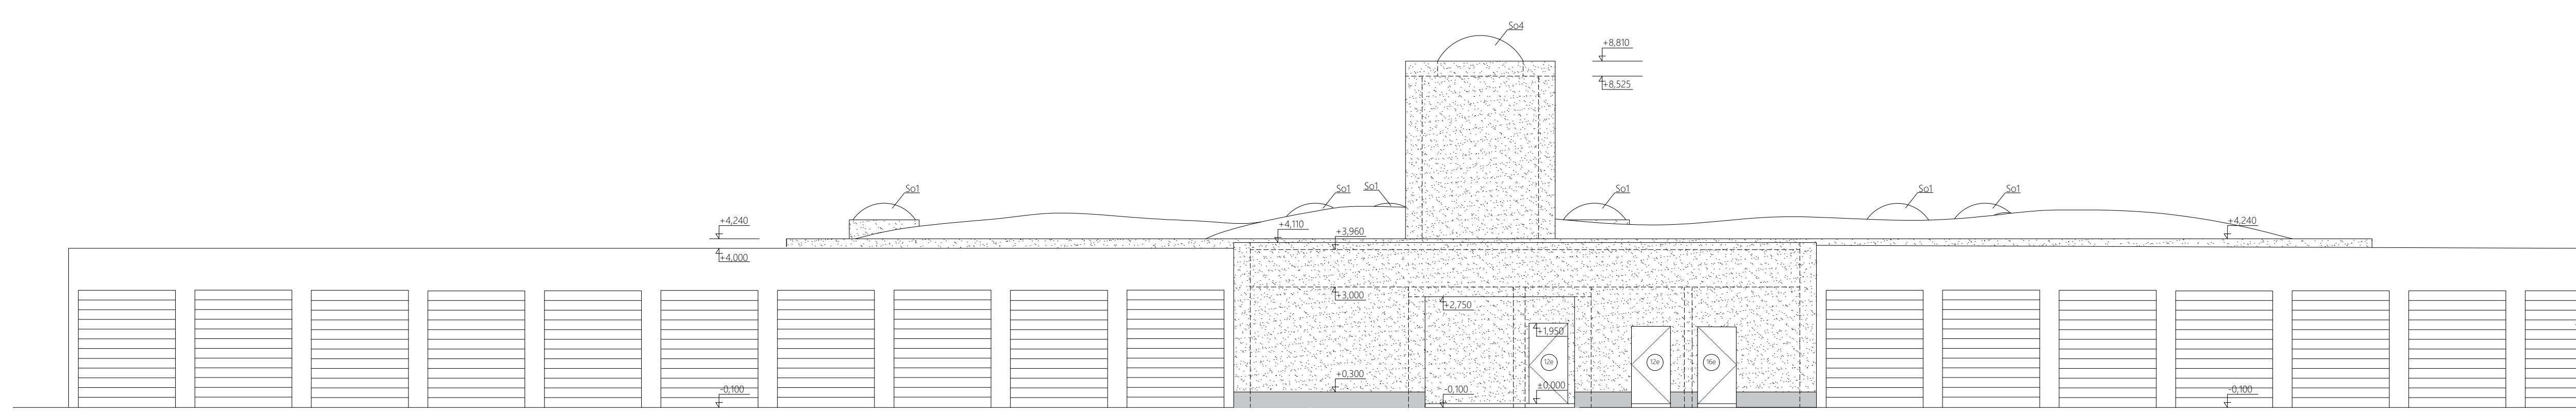 So4
+8,810
+8,525
So1
So1
So1
So1
So1
So1
+4,240
+4,110
+3,960
+4,240
+4,000
+3,000
+2,750
+1,950
12e
12e
16e
+0,300
±0,000
-0,100
-0,100
-0,100